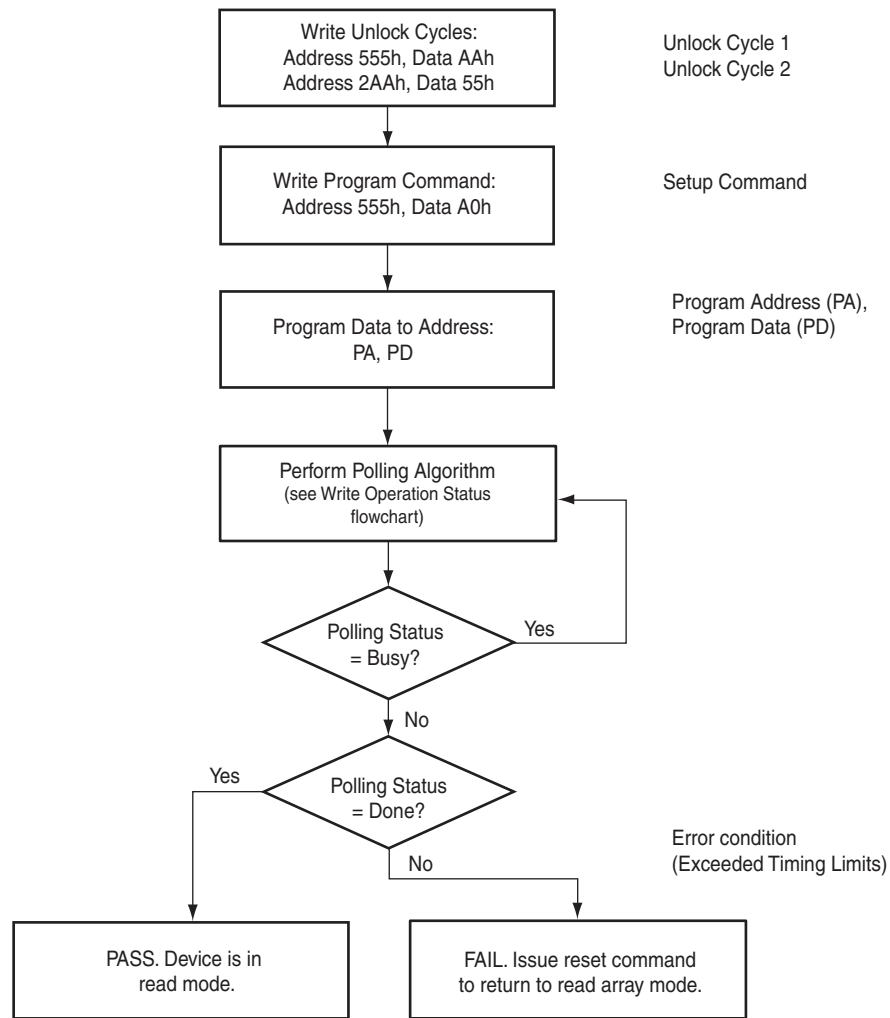 Write Unlock Cycles:
Address 555h, Data AAh
Address 2AAh, Data 55h
Unlock Cycle 1
Unlock Cycle 2
Write Program Command:
Address 555h, Data A0h
Setup Command
Program Data to Address:
PA, PD
Program Address (PA),
Program Data (PD)
Perform Polling Algorithm
(see Write Operation Status
flowchart)
Polling Status
= Busy?
Yes
No
Polling Status
= Done?
Yes
No
Error condition
(Exceeded Timing Limits)
PASS. Device is in
read mode.
FAIL. Issue reset command
to return to read array mode.